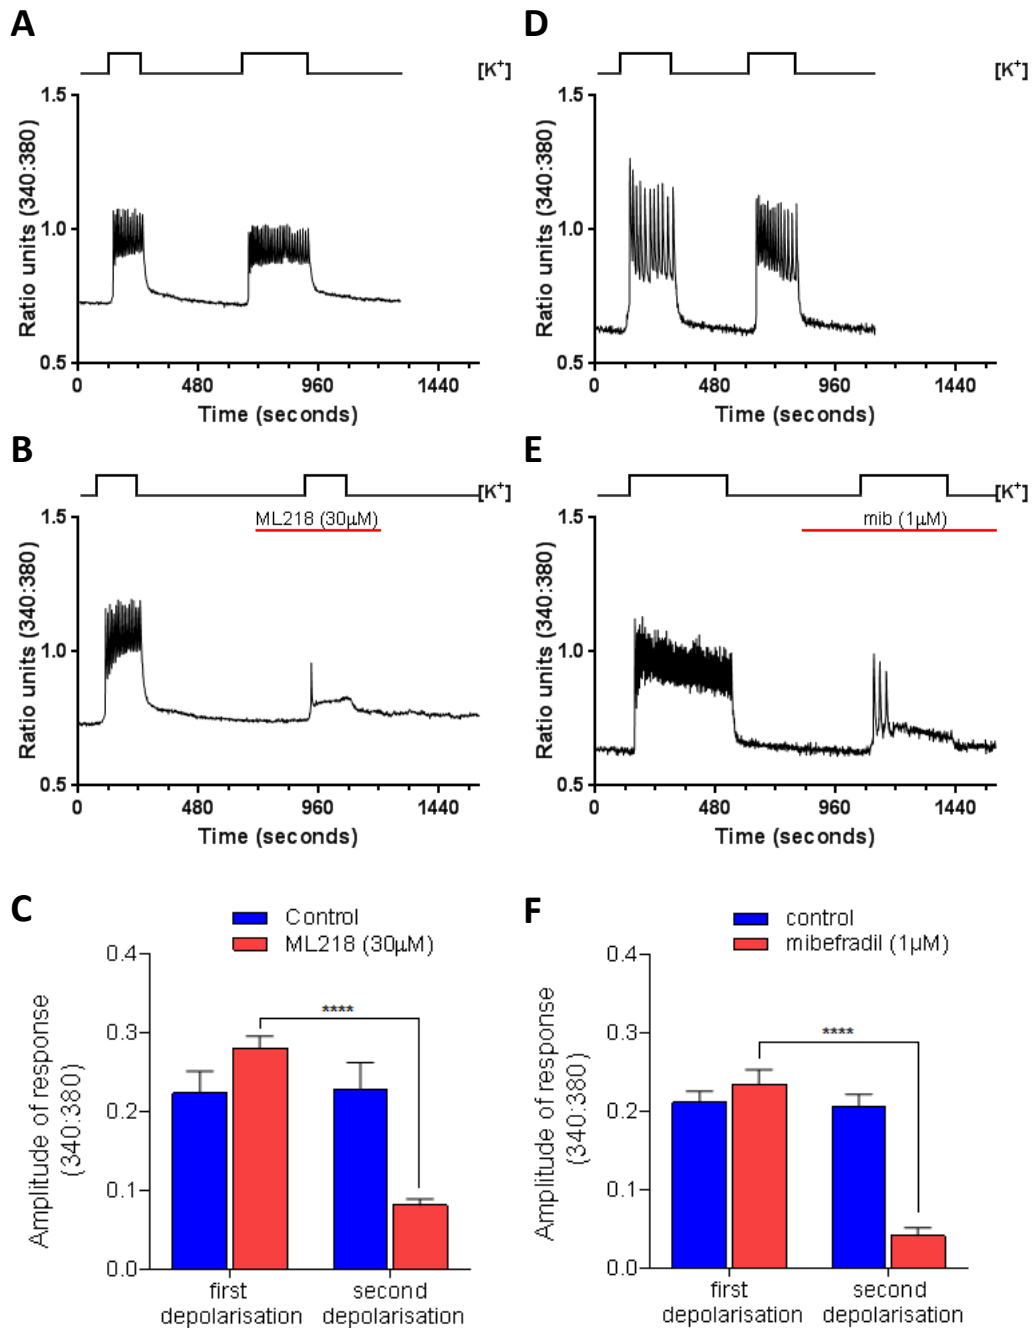 A
[K+]
Ratio units (340:380)
1.5
1.0
0.5
0 480 960 1440
Time (seconds)
D
[K+]
Ratio units (340:380)
1.5
1.0
0.5
0 480 960 1440
Time (seconds)
B
[K+]
ML218 (30µM)
Ratio units (340:380)
1.5
1.0
0.5
0 480 960 1440
Time (seconds)
E
[K+]
mib (1µM)
Ratio units (340:380)
1.5
1.0
0.5
0 480 960 1440
Time (seconds)
C
Control
ML218 (30µM)
Amplitude of response
(340:380)
0.4
0.3
0.2
0.1
0.0
****
first second
depolarisation depolarisation
F
control
mibefradil (1µM)
Amplitude of response
(340:380)
0.4
0.3
0.2
0.1
0.0
****
first second
depolarisation depolarisation